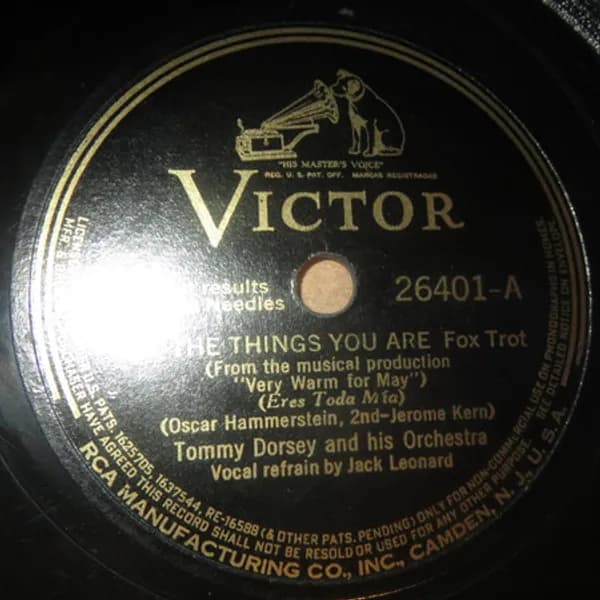 "HIS MASTER'S VOICE"
REG. U. S. PAT. OFF. MARCAS REGISTRADAS
VICTOR
results
Needles
26401-A
THE THINGS YOU ARE Fox Trot
(From the musical production
"Very Warm for May")
(Eres Toda Mía)
(Oscar Hammerstein, 2nd-Jerome Kern)
Tommy Dorsey and his Orchestra
Vocal refrain by Jack Leonard
PATS. 1625705, 1637544, RE-16588 (& OTHER PATS. PENDING) ONLY FOR NON-COMMERCIAL USE ON PHONOGRAPHS IN HOMES.
HAVE AGREED THIS RECORD SHALL NOT BE RESOLD OR USED FOR ANY OTHER PURPOSE. SEE DETAILED NOTICE ON ENVELOPE.
RCA MANUFACTURING CO., INC., CAMDEN, N. J., U. S. A.